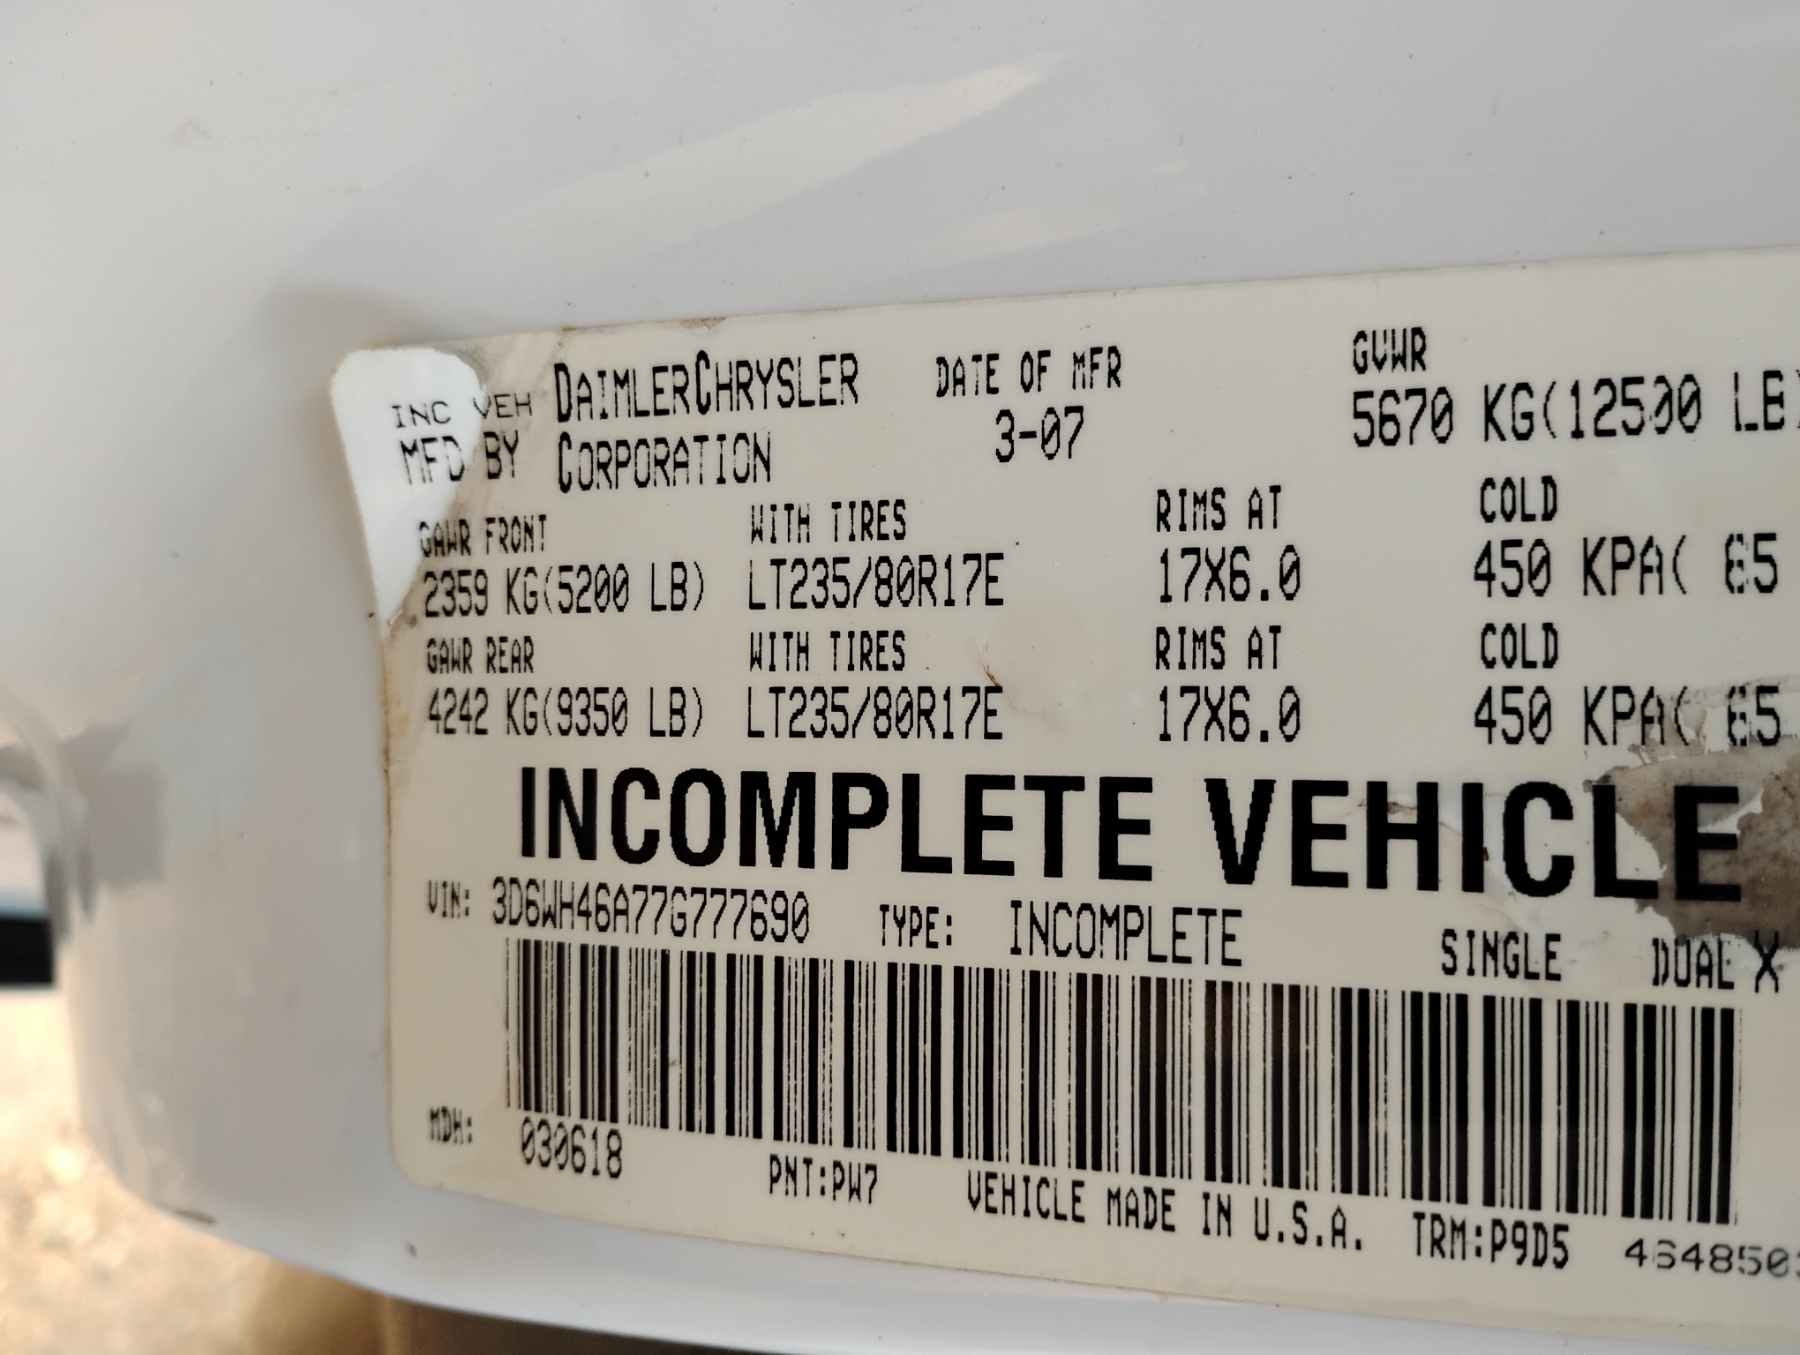 INC VEH DAIMLERCHRYSLER DATE OF MFR GVWR
MFD BY CORPORATION 3-07 5670 KG(12500 LB)
GAWR FRONT WITH TIRES RIMS AT COLD
2359 KG(5200 LB) LT235/80R17E 17X6.0 450 KPA( 65
GAWR REAR WITH TIRES RIMS AT COLD
4242 KG(9350 LB) LT235/80R17E 17X6.0 450 KPA( 65
INCOMPLETE VEHICLE
VIN: 3D6WH46A77G777690 TYPE: INCOMPLETE SINGLE DUAL X
MDH: 030618 PNT:PW7 VEHICLE MADE IN U.S.A. TRM:P9D5